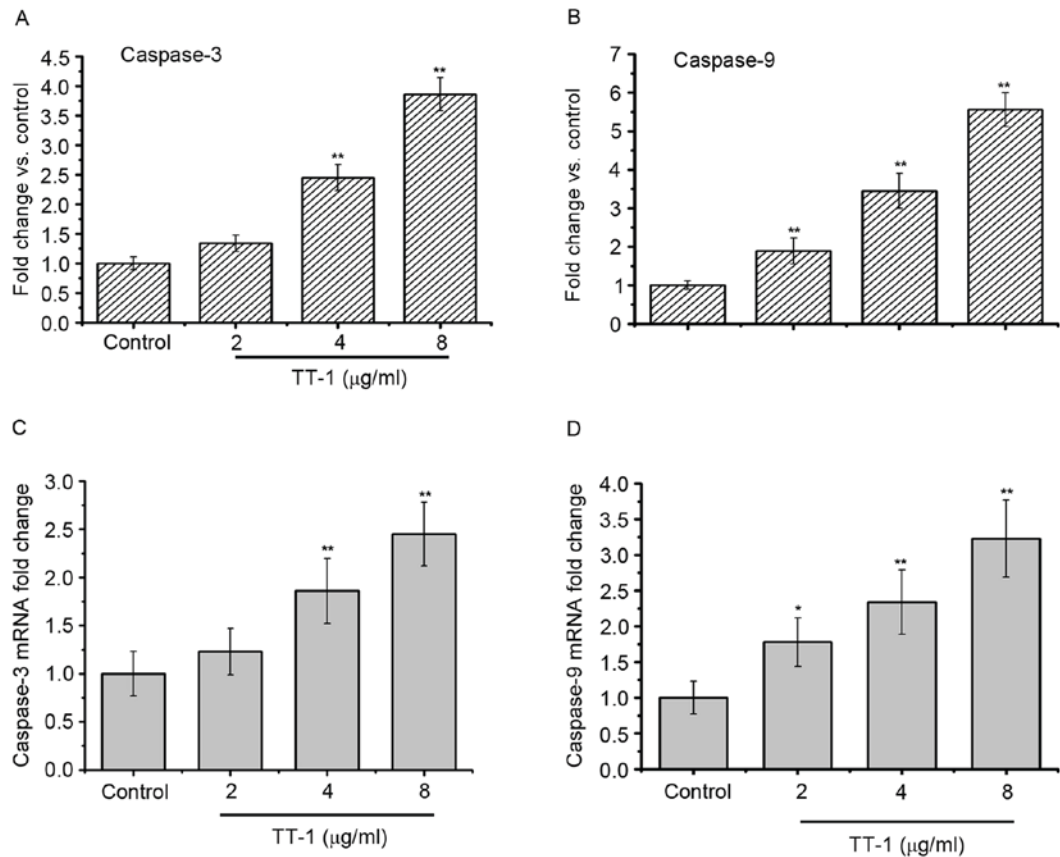 A
Caspase-3
Fold change vs. control
4.5
4.0
3.5
3.0
2.5
2.0
1.5
1.0
0.5
0.0
**
**
Control 2 4 8
TT-1 (μg/ml)
B
Caspase-9
Fold change vs. control
7
6
5
4
3
2
1
0
**
**
**
C
Caspase-3 mRNA fold change
3.0
2.5
2.0
1.5
1.0
0.5
0.0
**
**
Control 2 4 8
TT-1 (μg/ml)
D
Caspase-9 mRNA fold change
4.0
3.5
3.0
2.5
2.0
1.5
1.0
0.5
0.0
*
**
**
Control 2 4 8
TT-1 (μg/ml)